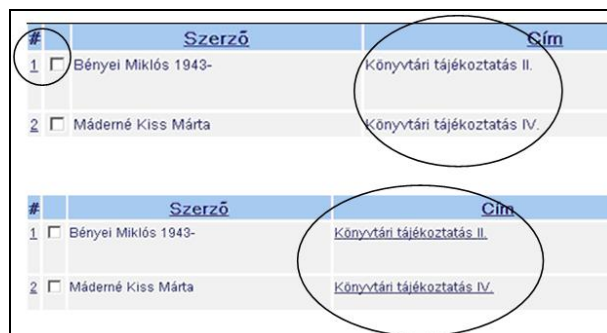 # Szerző Cím
1 Bényei Miklós 1943- Könyvtári tájékoztatás II.
2 Máderné Kiss Márta Könyvtári tájékoztatás IV.
# Szerző Cím
1 Bényei Miklós 1943- Könyvtári tájékoztatás II.
2 Máderné Kiss Márta Könyvtári tájékoztatás IV.